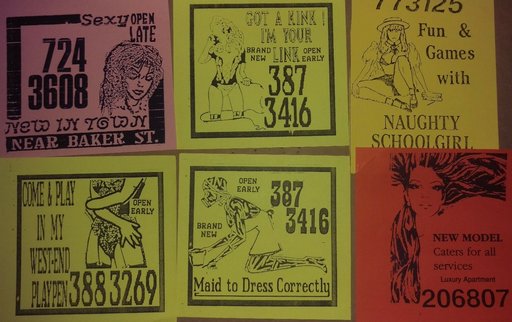 Sexy OPEN
LATE
724
3608
NEW IN TOWN
NEAR BAKER ST.
GOT A KINK!
I'M YOUR
LINK
BRAND
NEW
OPEN
EARLY
387
3416
773125
Fun &
Games
with
NAUGHTY
SCHOOLGIRL
COME & PLAY
IN MY
WEST-END
PLAYPEN
OPEN
EARLY
388 3269
OPEN
EARLY
387
3416
BRAND
NEW
Maid to Dress Correctly
NEW MODEL
Caters for all
services
Luxury Apartment
206807